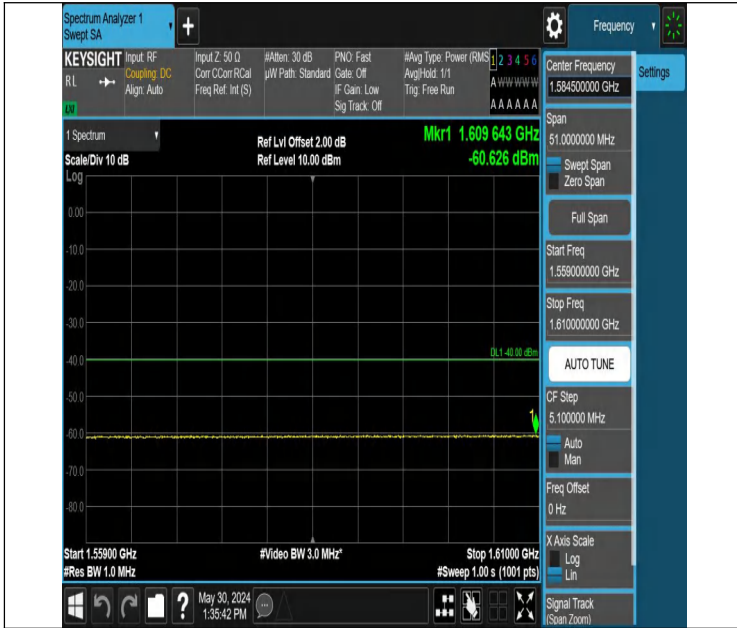 Spectrum Analyzer 1
Swept SA
+
Frequency
KEYSIGHT
RL
Input: RF
Coupling: DC
Align: Auto
Input Z: 50 Ω
Corr CCorr RCal
Freq Ref: Int (S)
#Atten: 30 dB
µW Path: Standard
PNO: Fast
Gate: Off
IF Gain: Low
Sig Track: Off
#Avg Type: Power (RMS
Avg|Hold: 1/1
Trig: Free Run
1 2 3 4 5 6
A W W W W W
A A A A A A
1 Spectrum
Scale/Div 10 dB
Ref Lvl Offset 2.00 dB
Ref Level 10.00 dBm
Mkr1 1.609 643 GHz
-60.626 dBm
Log
0.00
-10.0
-20.0
-30.0
-40.0
-50.0
-60.0
-70.0
-80.0
DL1 -40.00 dBm
1
Start 1.55900 GHz
#Res BW 1.0 MHz
#Video BW 3.0 MHz*
Stop 1.61000 GHz
#Sweep 1.00 s (1001 pts)
?
May 30, 2024
1:35:42 PM
Center Frequency
1.584500000 GHz
Settings
Span
51.0000000 MHz
Swept Span
Zero Span
Full Span
Start Freq
1.559000000 GHz
Stop Freq
1.610000000 GHz
AUTO TUNE
CF Step
5.100000 MHz
Auto
Man
Freq Offset
0 Hz
X Axis Scale
Log
Lin
Signal Track
(Span Zoom)